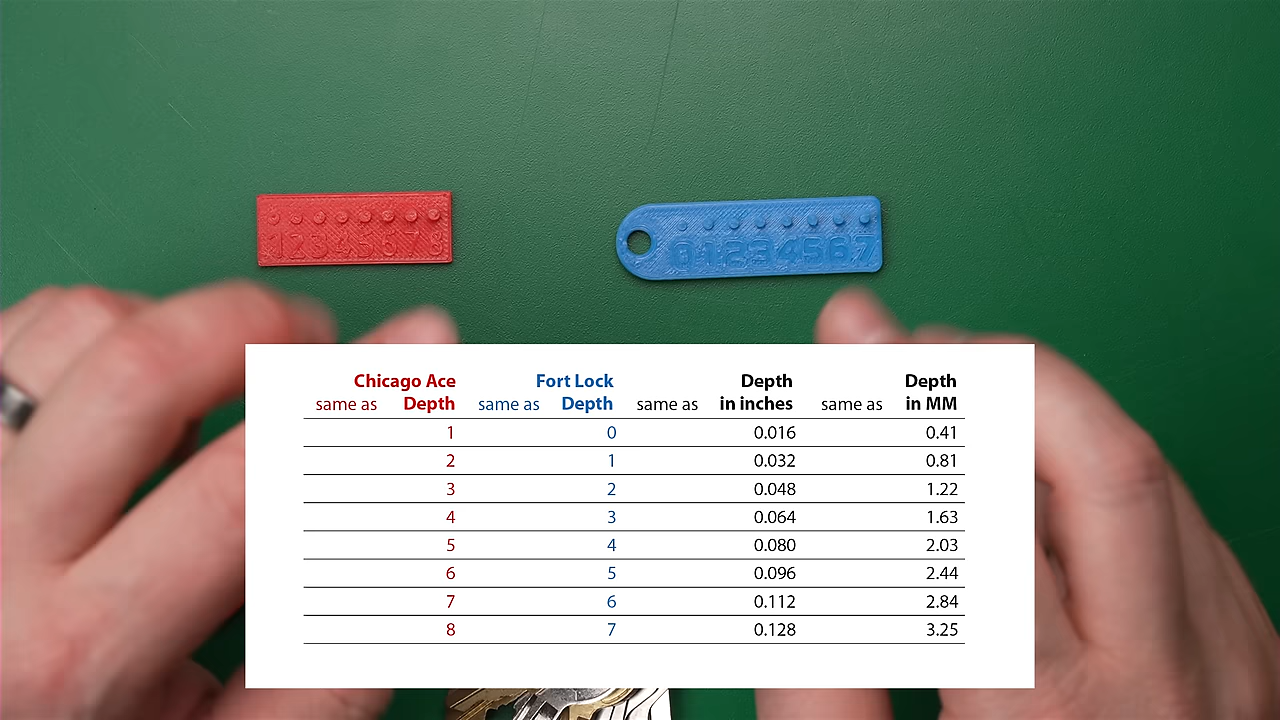 12345678
01234567
Chicago Ace Fort Lock Depth Depth
same as Depth same as Depth same as in inches same as in MM
1 0 0.016 0.41
2 1 0.032 0.81
3 2 0.048 1.22
4 3 0.064 1.63
5 4 0.080 2.03
6 5 0.096 2.44
7 6 0.112 2.84
8 7 0.128 3.25